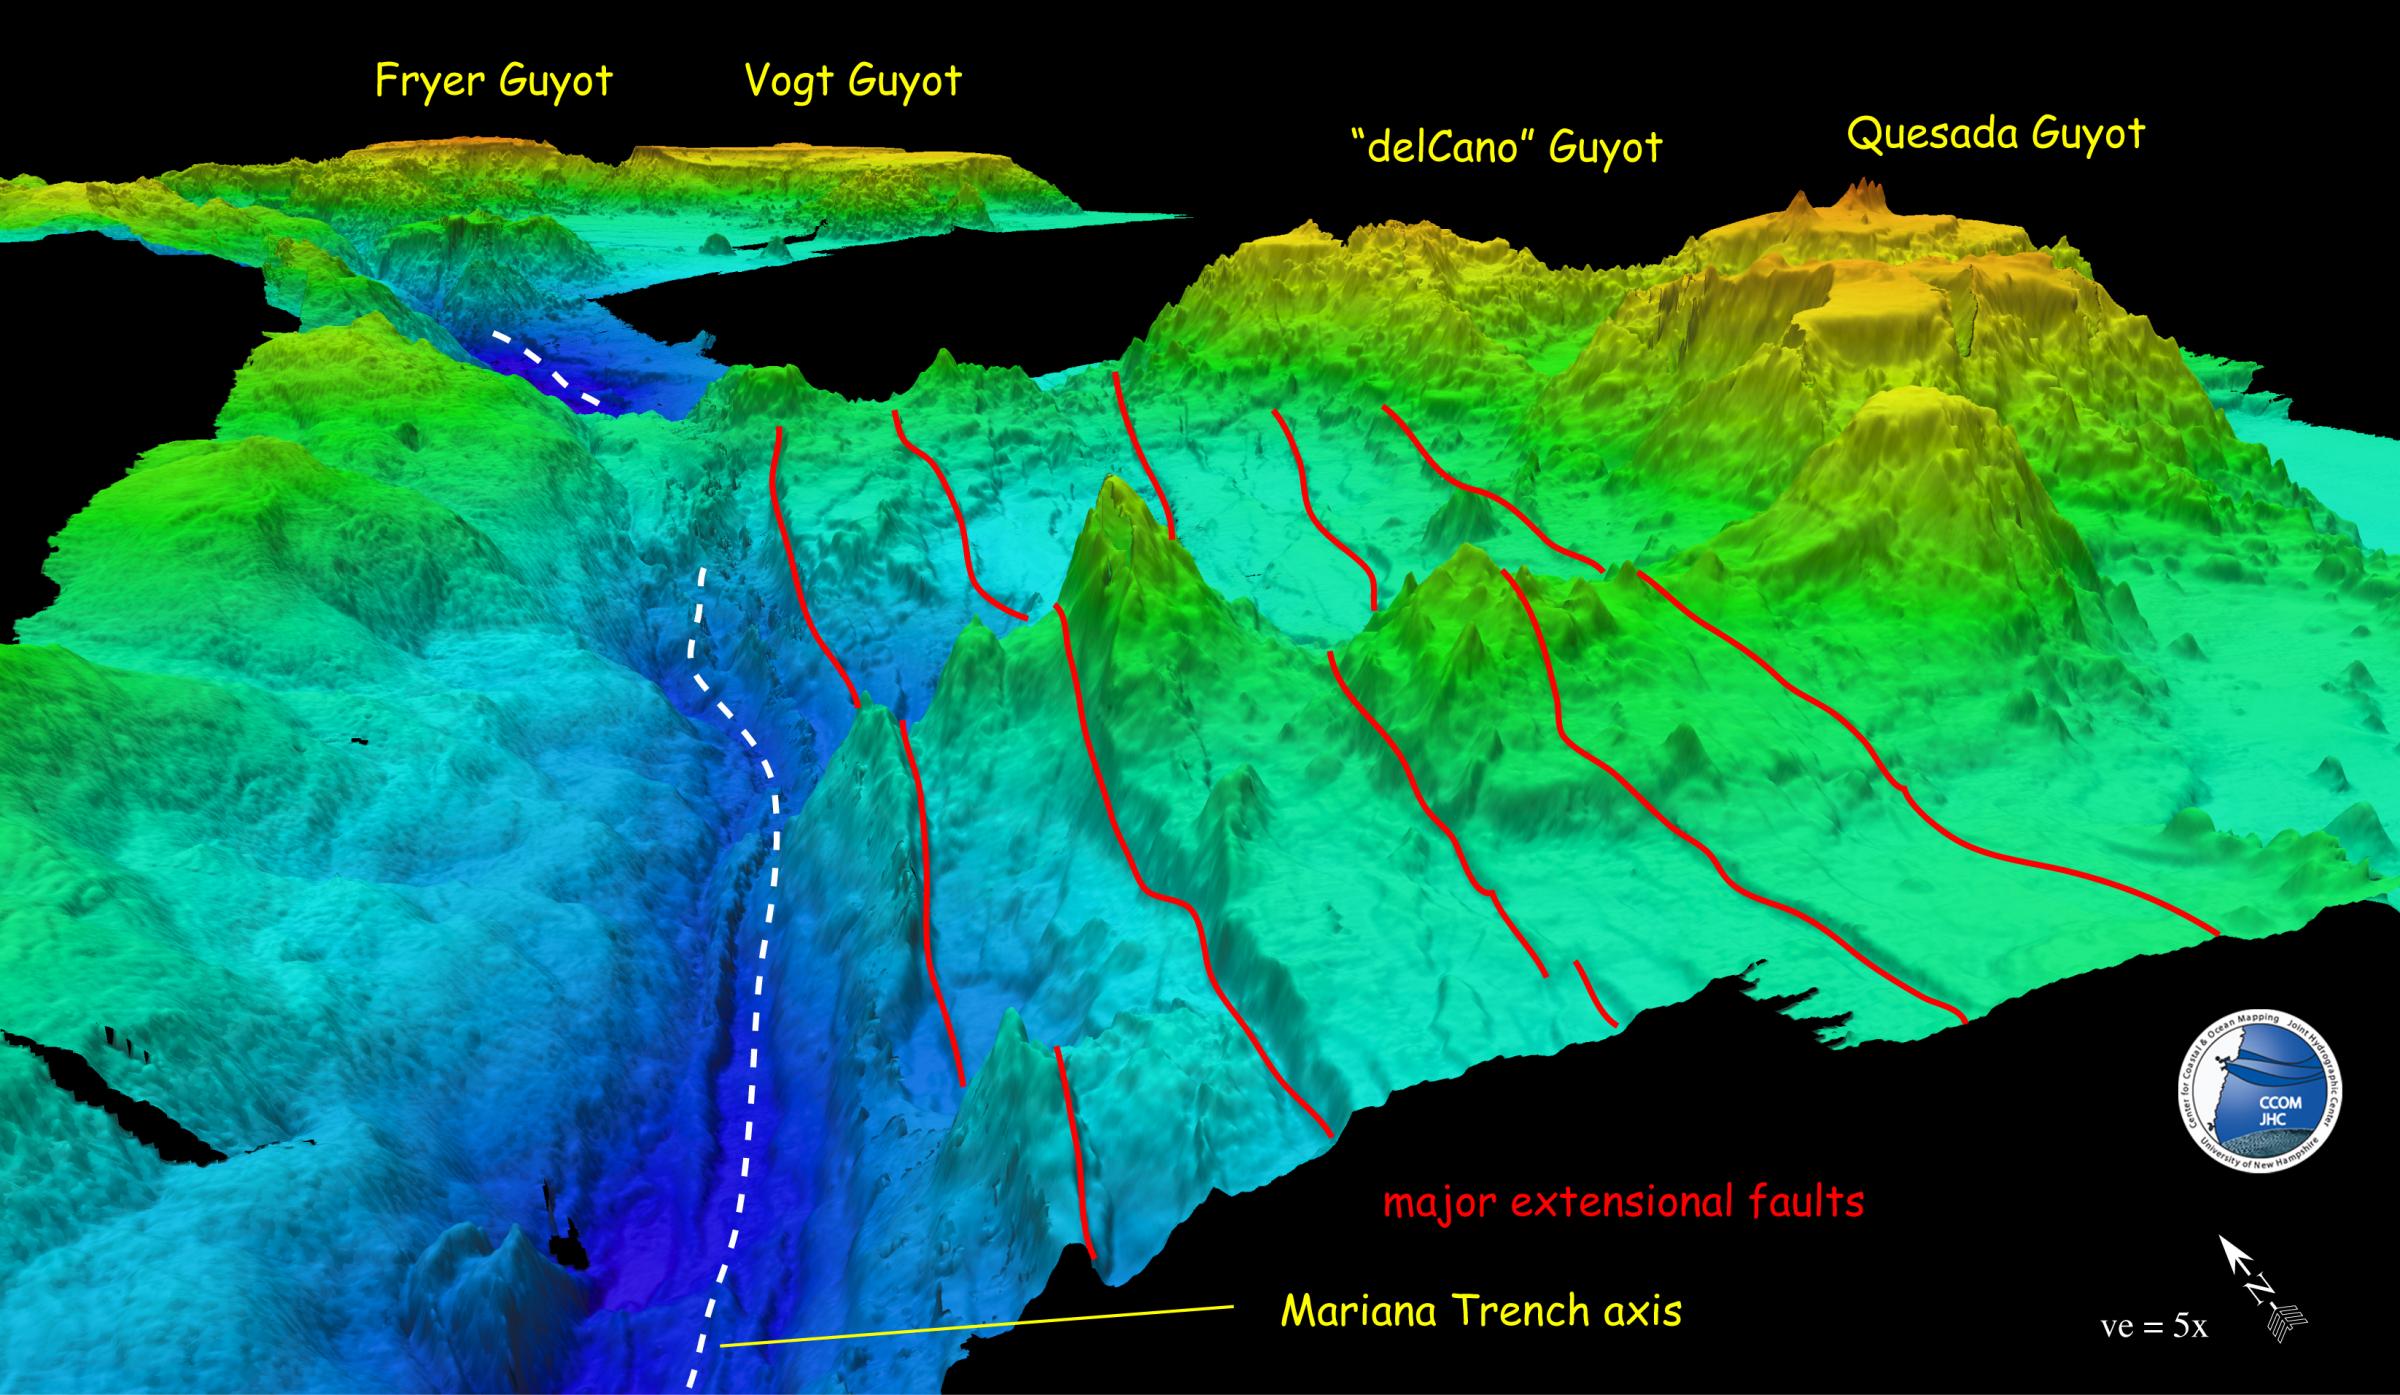 Fryer Guyot
Vogt Guyot
“delCano” Guyot
Quesada Guyot
Center for Coastal & Ocean Mapping Joint Hydrographic Center
CCOM
JHC
University of New Hampshire
major extensional faults
Mariana Trench axis
N
ve = 5x